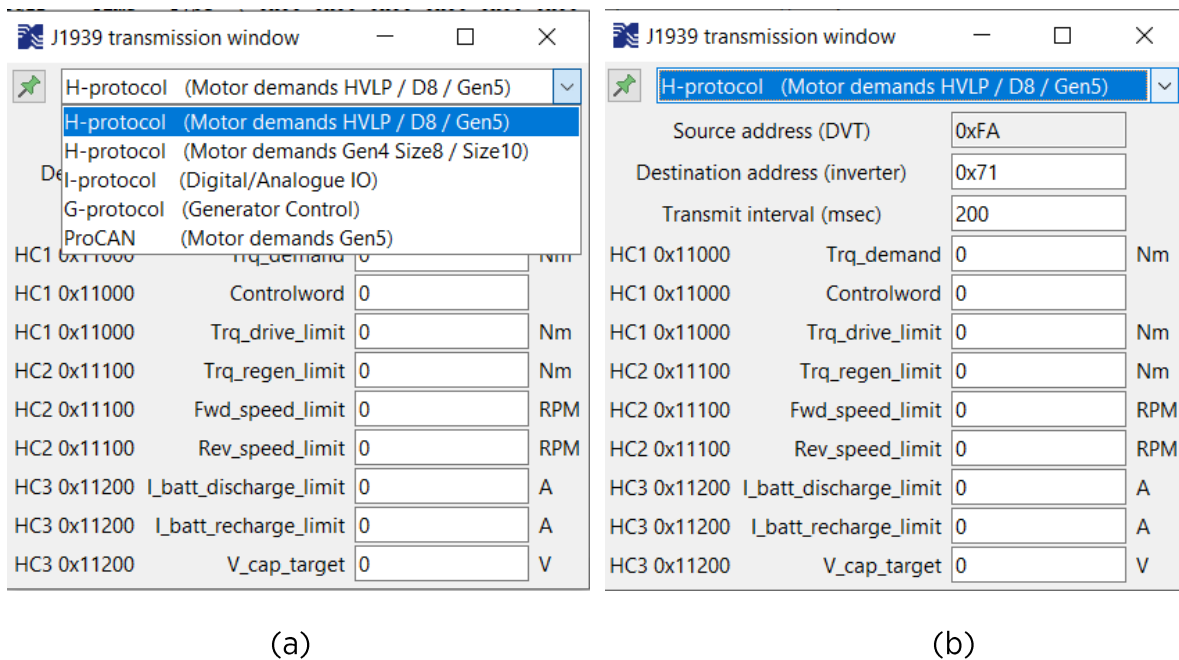 J1939 transmission window
H-protocol (Motor demands HVLP / D8 / Gen5)
H-protocol (Motor demands HVLP / D8 / Gen5)
H-protocol (Motor demands Gen4 Size8 / Size10)
I-protocol (Digital/Analogue IO)
G-protocol (Generator Control)
ProCAN (Motor demands Gen5)
HC1 0x11000 Trq_demand 0 Nm
HC1 0x11000 Controlword 0
HC1 0x11000 Trq_drive_limit 0 Nm
HC2 0x11100 Trq_regen_limit 0 Nm
HC2 0x11100 Fwd_speed_limit 0 RPM
HC2 0x11100 Rev_speed_limit 0 RPM
HC3 0x11200 I_batt_discharge_limit 0 A
HC3 0x11200 I_batt_recharge_limit 0 A
HC3 0x11200 V_cap_target 0 V
(a)
J1939 transmission window
H-protocol (Motor demands HVLP / D8 / Gen5)
Source address (DVT) 0xFA
Destination address (inverter) 0x71
Transmit interval (msec) 200
HC1 0x11000 Trq_demand 0 Nm
HC1 0x11000 Controlword 0
HC1 0x11000 Trq_drive_limit 0 Nm
HC2 0x11100 Trq_regen_limit 0 Nm
HC2 0x11100 Fwd_speed_limit 0 RPM
HC2 0x11100 Rev_speed_limit 0 RPM
HC3 0x11200 I_batt_discharge_limit 0 A
HC3 0x11200 I_batt_recharge_limit 0 A
HC3 0x11200 V_cap_target 0 V
(b)